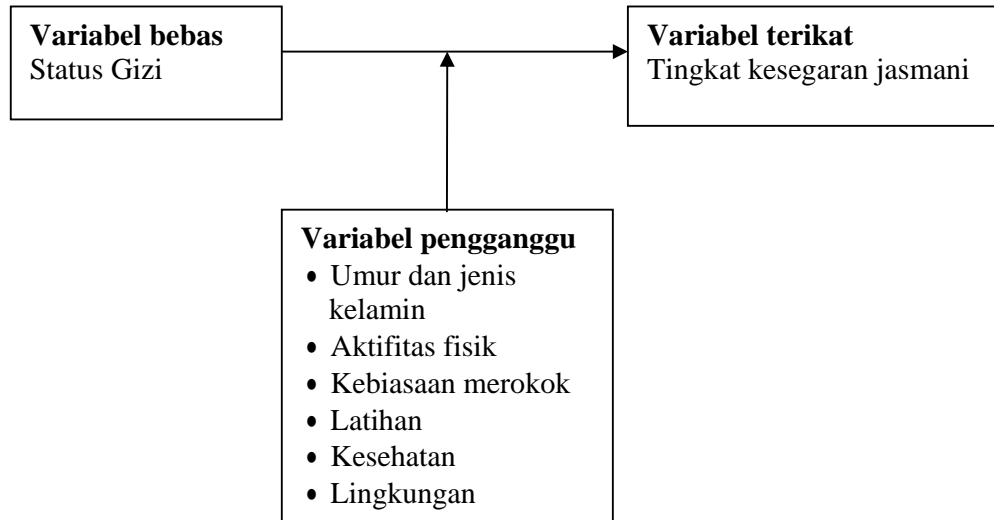 Variabel bebas
Status Gizi
Variabel terikat
Tingkat kesegaran jasmani
Variabel pengganggu
• Umur dan jenis
kelamin
• Aktifitas fisik
• Kebiasaan merokok
• Latihan
• Kesehatan
• Lingkungan